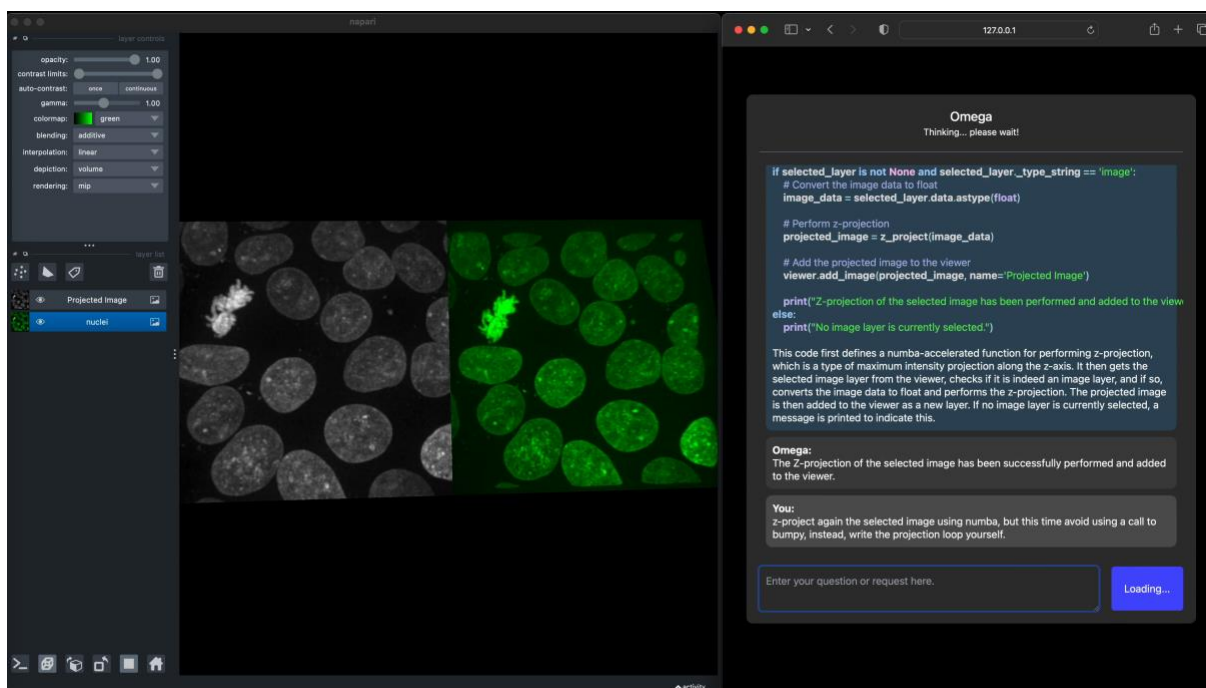 napari
layer controls
opacity: 1.00
contrast limits:
auto-contrast: once continuous
gamma: 1.00
colormap: green
blending: additive
interpolation: linear
depiction: volume
rendering: mip
layer list
Projected Image
nuclei
activity
127.0.0.1
Omega
Thinking... please wait!
if selected_layer is not None and selected_layer._type_string == 'image':
# Convert the image data to float
image_data = selected_layer.data.astype(float)
# Perform z-projection
projected_image = z_project(image_data)
# Add the projected image to the viewer
viewer.add_image(projected_image, name='Projected Image')
print("Z-projection of the selected image has been performed and added to the view
else:
print("No image layer is currently selected.")
This code first defines a numba-accelerated function for performing z-projection,
which is a type of maximum intensity projection along the z-axis. It then gets the
selected image layer from the viewer, checks if it is indeed an image layer, and if so,
converts the image data to float and performs the z-projection. The projected image
is then added to the viewer as a new layer. If no image layer is currently selected, a
message is printed to indicate this.
Omega:
The Z-projection of the selected image has been successfully performed and added
to the viewer.
You:
z-project again the selected image using numba, but this time avoid using a call to
bumpy, instead, write the projection loop yourself.
Enter your question or request here.
Loading...